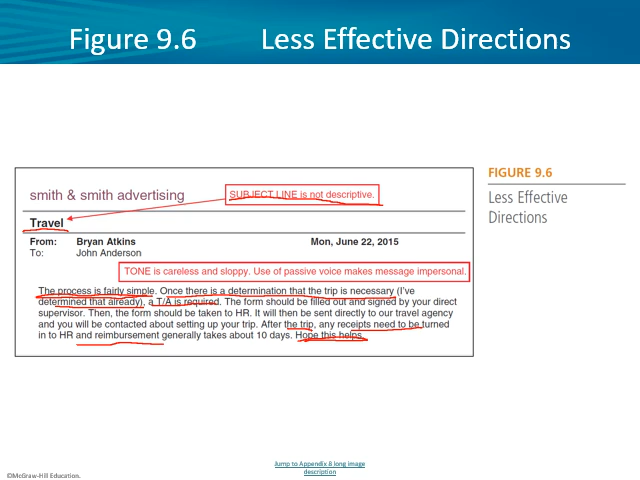 Figure 9.6 Less Effective Directions
smith & smith advertising
SUBJECT LINE is not descriptive.
Travel
From: Bryan Atkins Mon, June 22, 2015
To: John Anderson
TONE is careless and sloppy. Use of passive voice makes message impersonal.
The process is fairly simple. Once there is a determination that the trip is necessary (I've
determined that already), a T/A is required. The form should be filled out and signed by your direct
supervisor. Then, the form should be taken to HR. It will then be sent directly to our travel agency
and you will be contacted about setting up your trip. After the trip, any receipts need to be turned
in to HR and reimbursement generally takes about 10 days. Hope this helps.
FIGURE 9.6
Less Effective
Directions
Jump to Appendix 8 long image
description
©McGraw-Hill Education.